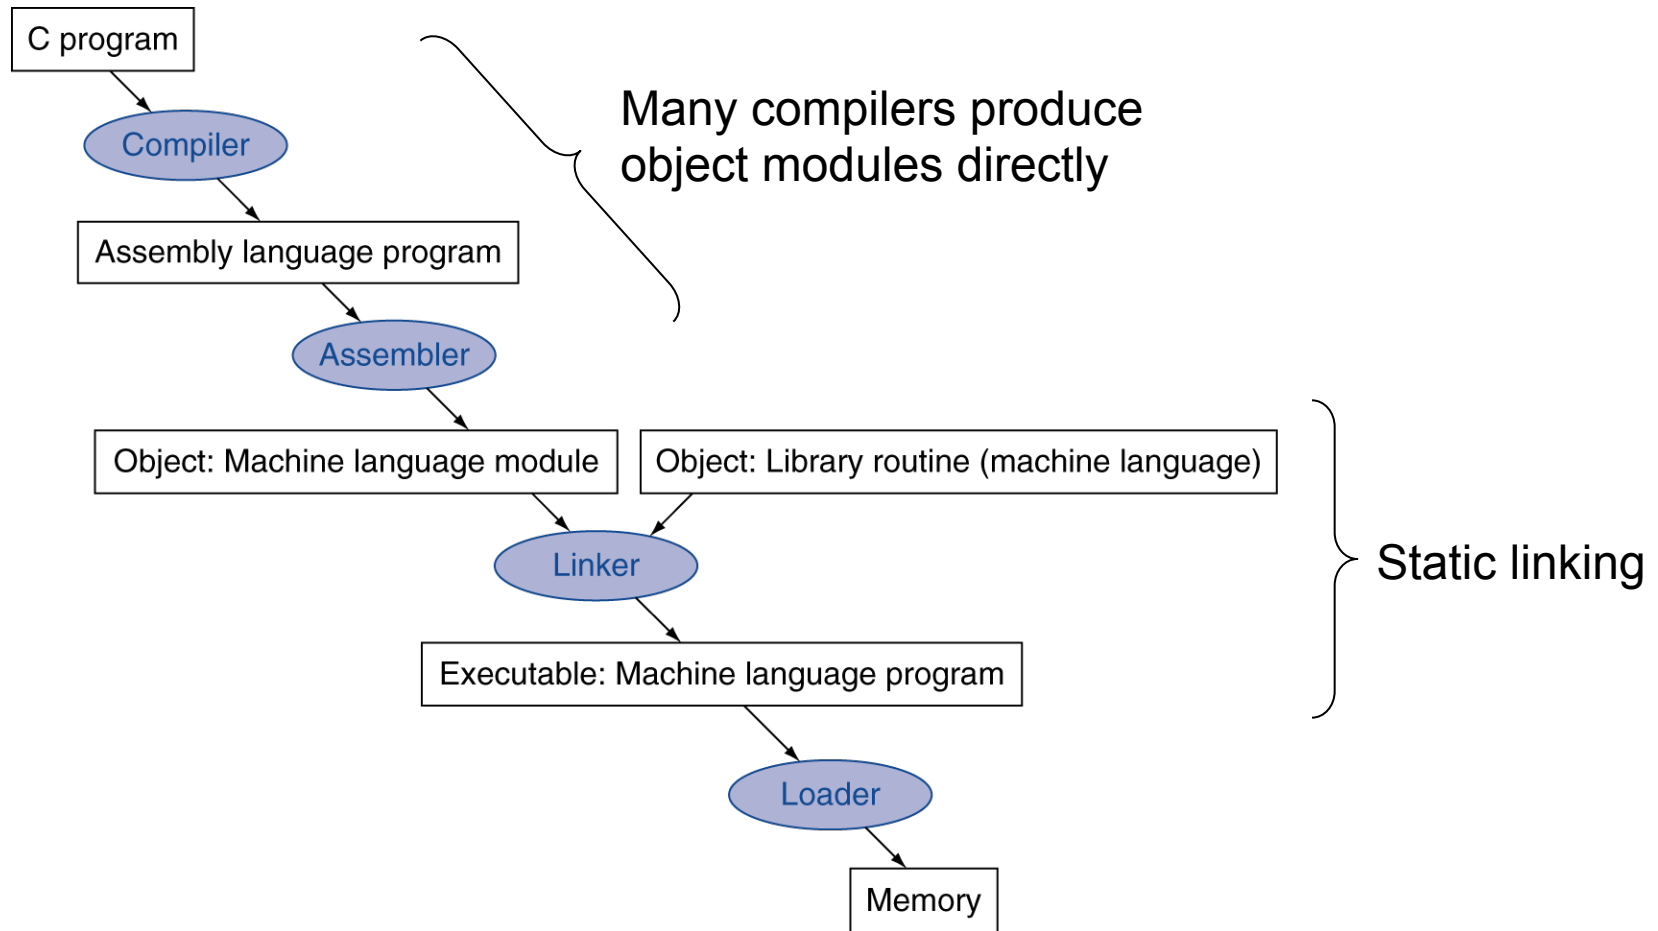 C program
Many compilers produce
object modules directly
Compiler
Assembly language program
Assembler
Object: Machine language module
Object: Library routine (machine language)
Linker
Static linking
Executable: Machine language program
Loader
Memory